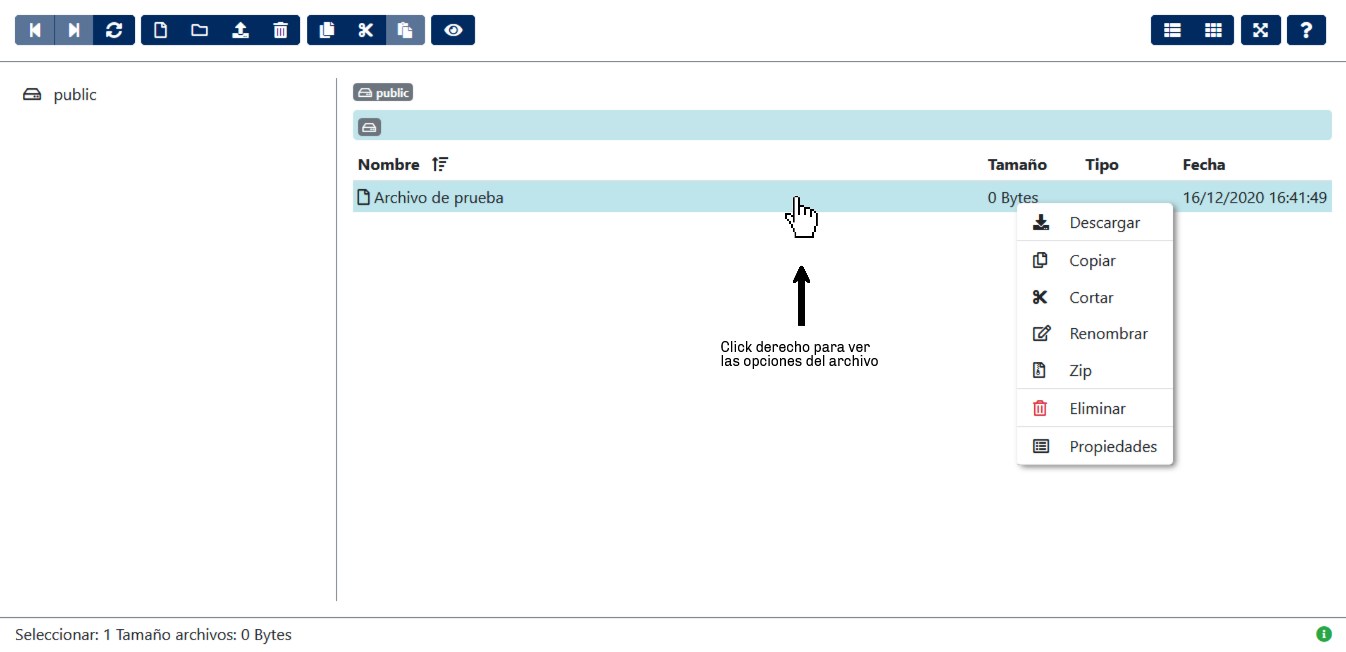 public
public
Nombre Tamaño Tipo Fecha
Archivo de prueba 0 Bytes 16/12/2020 16:41:49
Descargar
Copiar
Cortar
Renombrar
Zip
Eliminar
Propiedades
Click derecho para ver
las opciones del archivo
Seleccionar: 1 Tamaño archivos: 0 Bytes